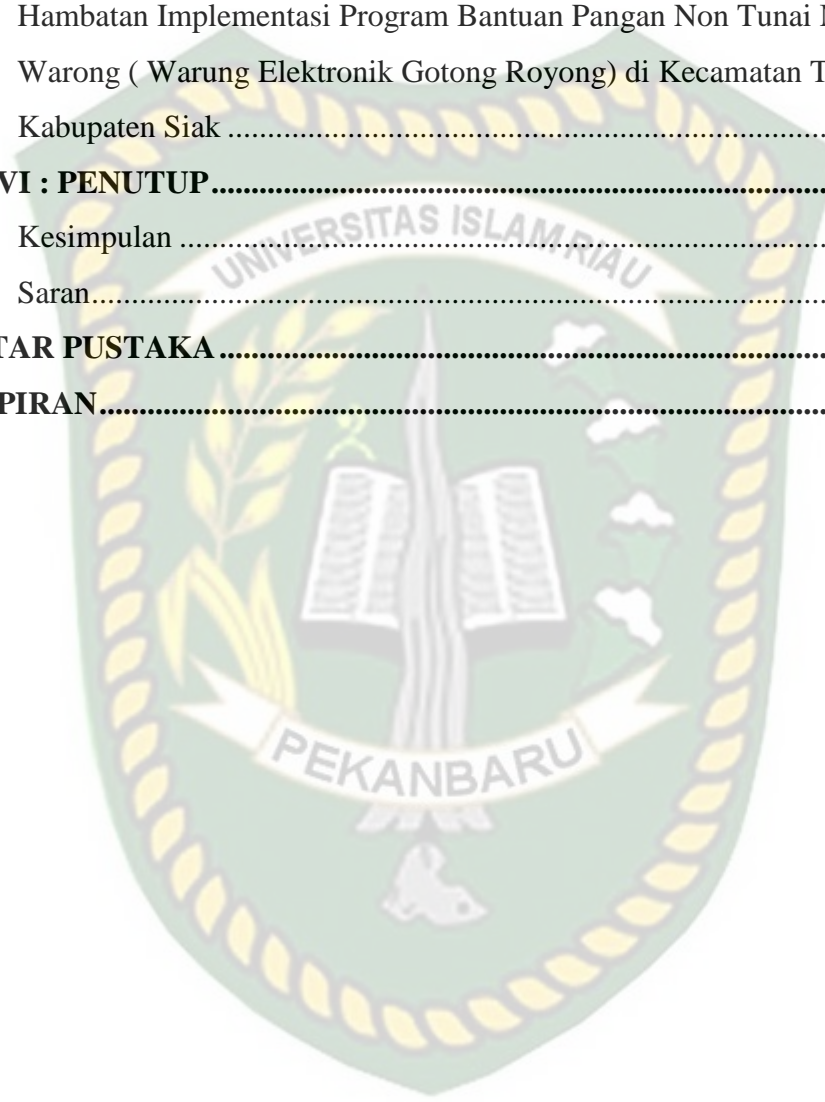 Hambatan Implementasi Program Bantuan Pangan Non Tunai
Warong ( Warung Elektronik Gotong Royong) di Kecamatan
Kabupaten Siak ....................................................................
VI : PENUTUP....................................................................
UNIVERSITAS ISLAM RIAU
Kesimpulan ....................................................................
Saran....................................................................
TAR PUSTAKA ....................................................................
PIRAN....................................................................
PEKANBARU